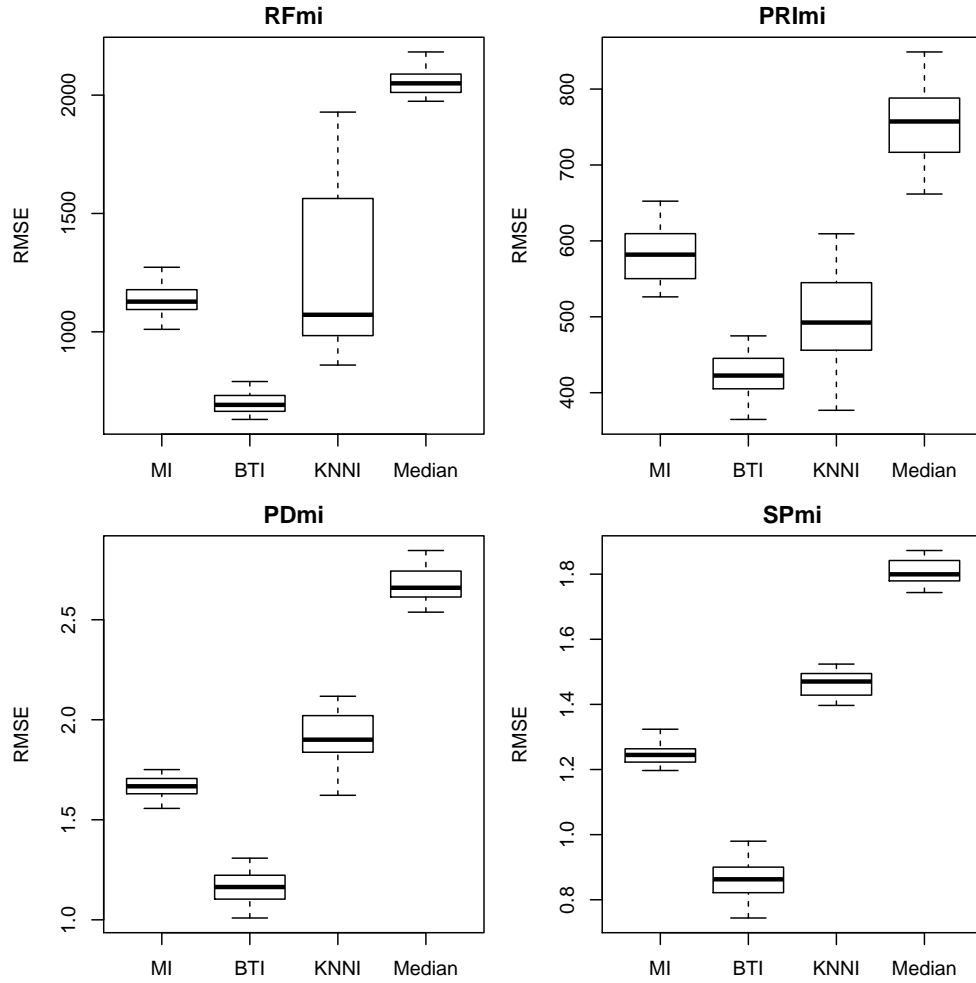 RFmi
RMSE
2000
1500
1000
MI BTI KNNI Median
PRImi
RMSE
800
700
600
500
400
MI BTI KNNI Median
PDmi
RMSE
2.5
2.0
1.5
1.0
MI BTI KNNI Median
SPmi
RMSE
1.8
1.6
1.4
1.2
1.0
0.8
MI BTI KNNI Median